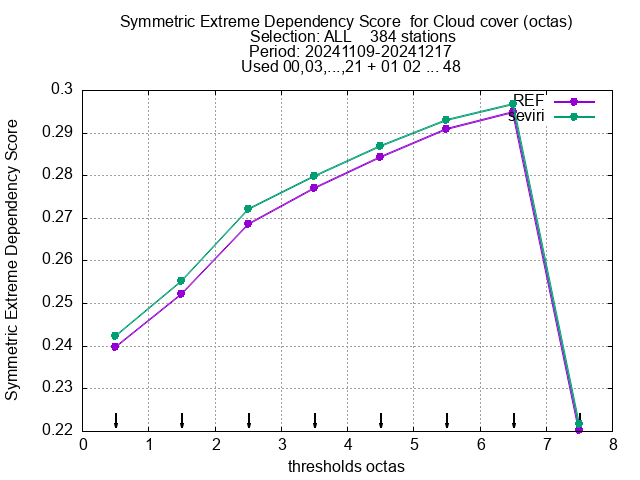 Symmetric Extreme Dependency Score  for Cloud cover (octas)
Selection: ALL    384 stations
Period: 20241109-20241217
Used 00,03,...,21 + 01 02 ... 48
REF
seviri
Symmetric Extreme Dependency Score
0.3
0.29
0.28
0.27
0.26
0.25
0.24
0.23
0.22
0 1 2 3 4 5 6 7 8
thresholds octas